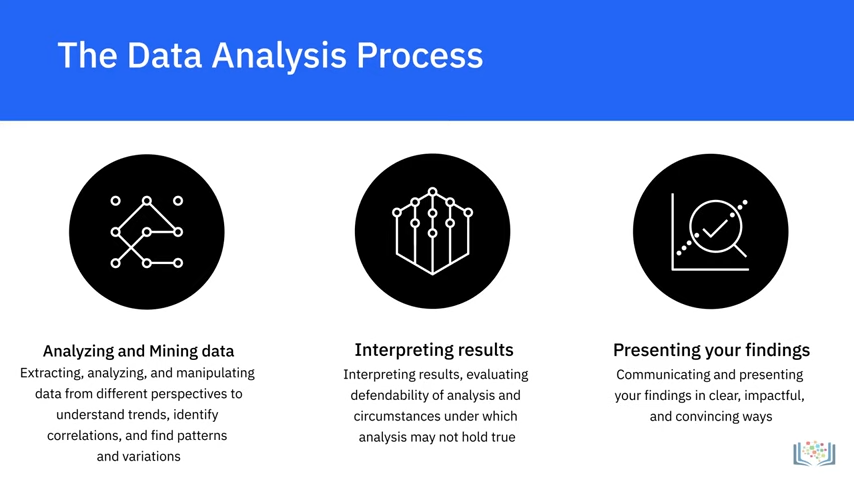 The Data Analysis Process
Analyzing and Mining data
Extracting, analyzing, and manipulating
data from different perspectives to
understand trends, identify
correlations, and find patterns
and variations
Interpreting results
Interpreting results, evaluating
defendability of analysis and
circumstances under which
analysis may not hold true
Presenting your findings
Communicating and presenting
your findings in clear, impactful,
and convincing ways